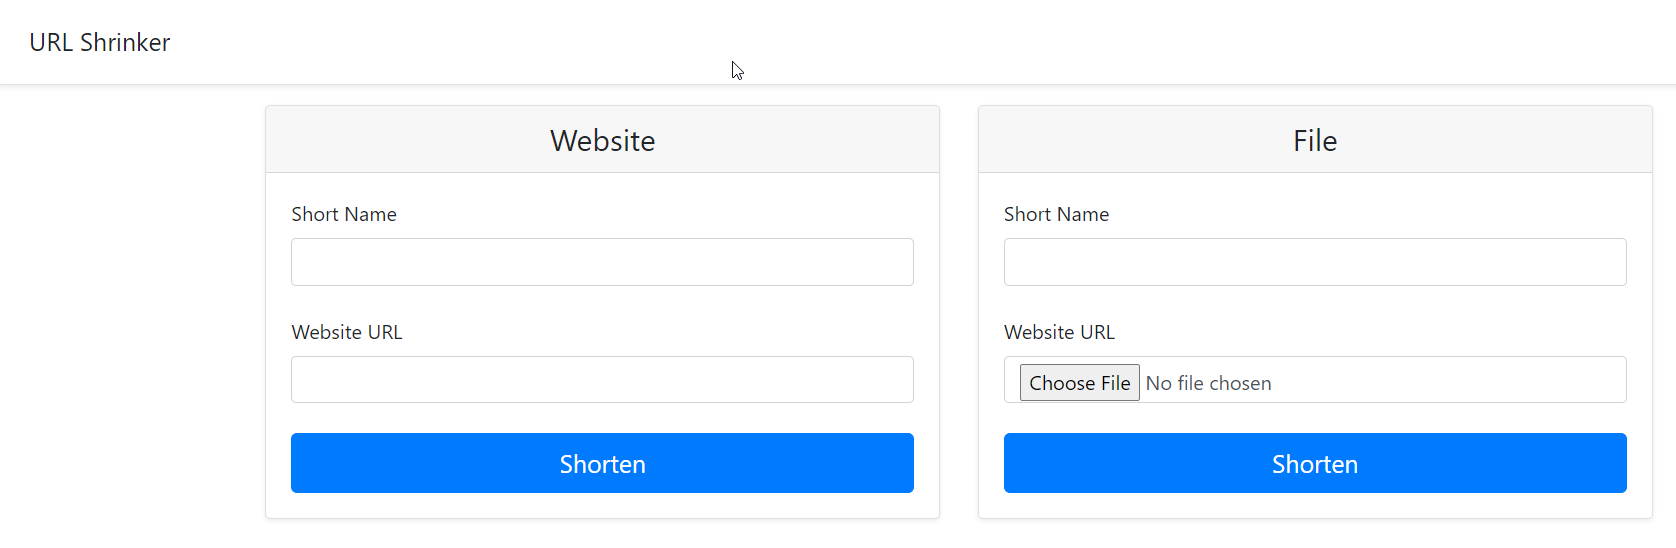 URL Shrinker
Website
Short Name
Website URL
Shorten
File
Short Name
Website URL
Choose File No file chosen
Shorten